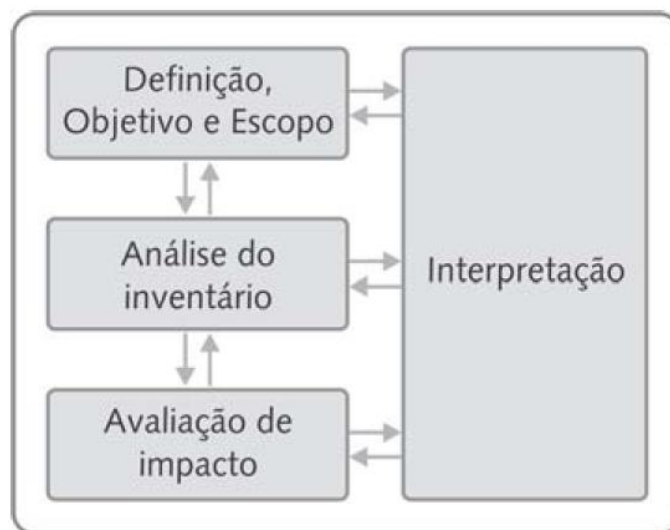 Definição,
Objetivo e Escopo
Análise do
inventário
Avaliação de
impacto
Interpretação